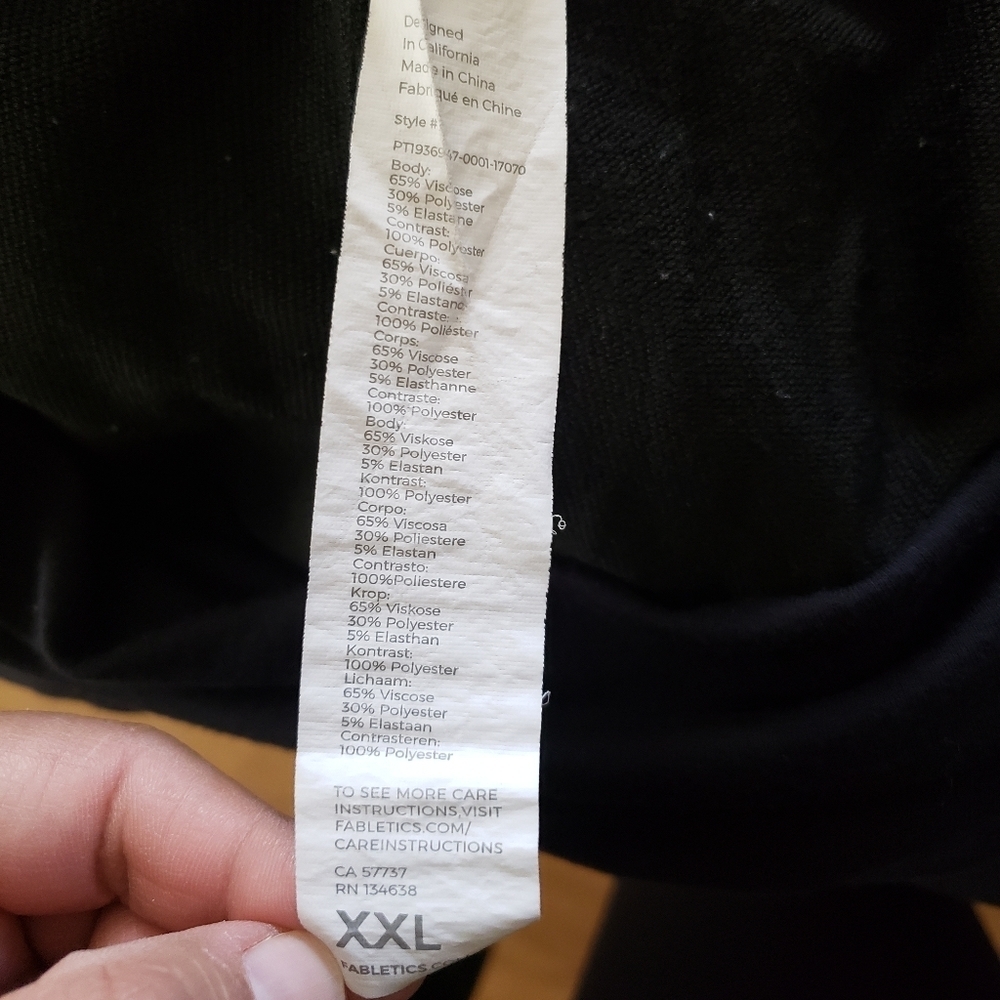 Designed
In California
Made in China
Fabriqué en Chine
Style #
Body:
65% Viscose
30% Polyester
5% Elastane
Contrast:
100% Polyester
Cuerpo:
65% Viscosa
30% Poliéster
5% Elastano
Contraste:
100% Poliéster
Corps:
65% Viscose
30% Polyester
5% Elasthanne
Contraste:
100% Polyester
Body:
65% Viskose
30% Polyester
5% Elastan
Kontrast:
100% Polyester
Corpo:
65% Viscosa
30% Poliestere
5% Elastan
Contrasto:
100%Poliestere
Krop:
65% Viskose
30% Polyester
5% Elasthan
Kontrast:
100% Polyester
Lichaam:
65% Viscose
30% Polyester
5% Elastaan
Contrasteren:
100% Polyester
TO SEE MORE CARE
INSTRUCTIONS,VISIT
FABLETICS.COM/
CAREINSTRUCTIONS
CA 57737
RN 134638
XXL
FABLETICS.COM